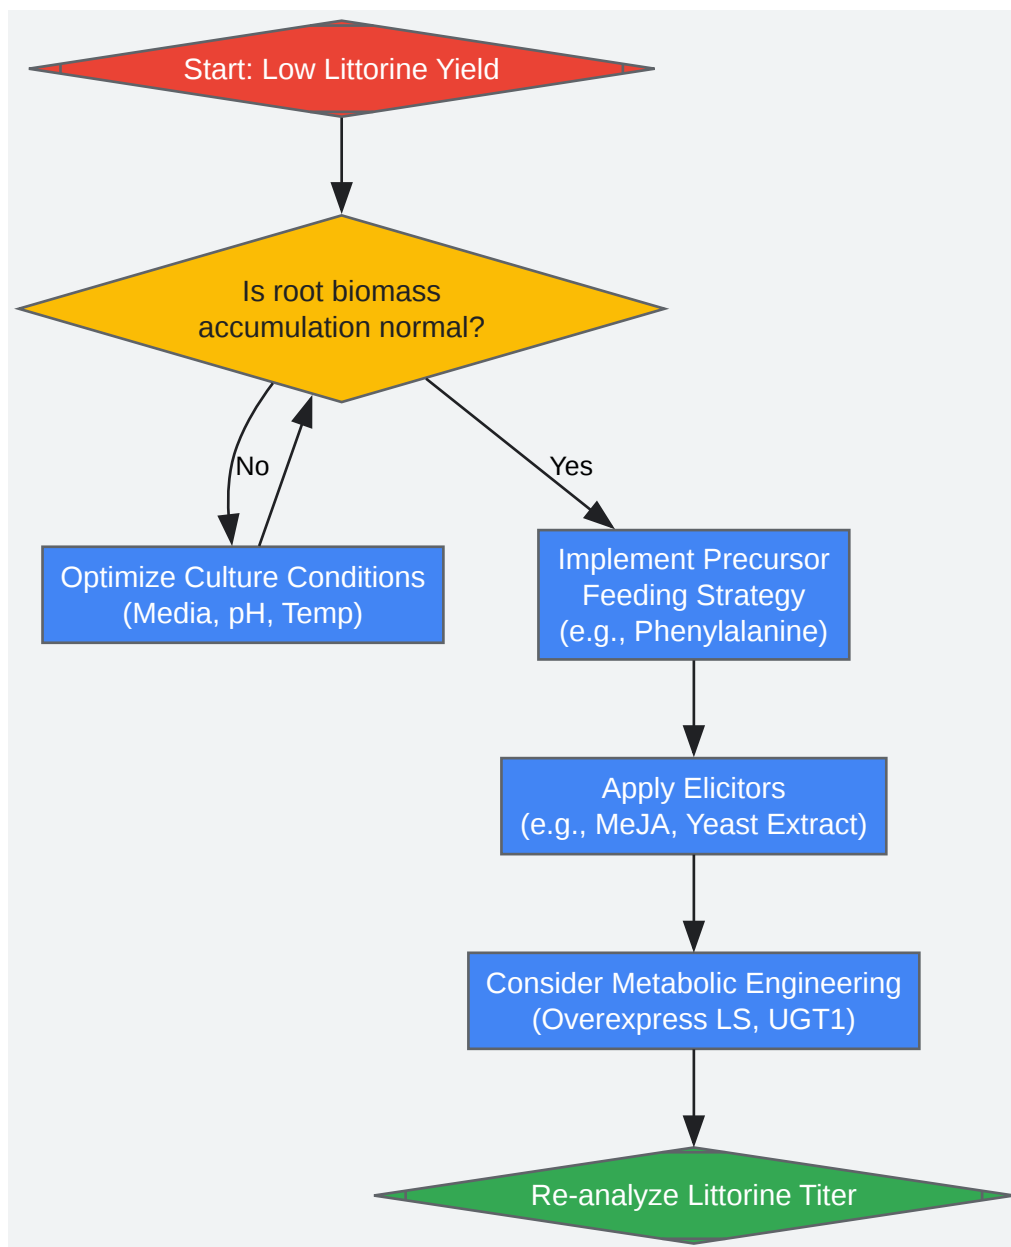 Start: Low Littorine Yield
Is root biomass
accumulation normal?
No
Yes
Optimize Culture Conditions
(Media, pH, Temp)
Implement Precursor
Feeding Strategy
(e.g., Phenylalanine)
Apply Elicitors
(e.g., MeJA, Yeast Extract)
Consider Metabolic Engineering
(Overexpress LS, UGT1)
Re-analyze Littorine Titer